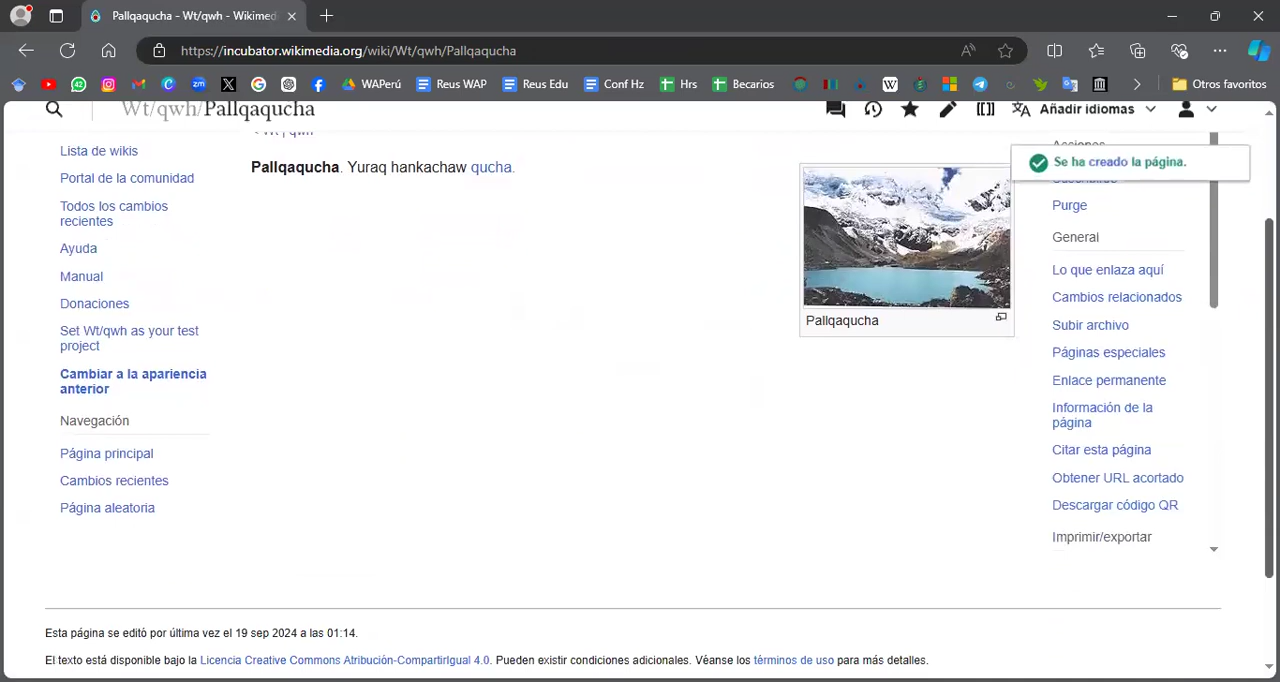 Pallqaqucha - Wt/qwh - Wikimed
https://incubator.wikimedia.org/wiki/Wt/qwh/Pallqaqucha
WAPerú Reus WAP Reus Edu Conf Hz Hrs Becarios Otros favoritos
Wt/qwh/Pallqaqucha
Añadir idiomas
< Wt | qwh
Lista de wikis
Portal de la comunidad
Todos los cambios
recientes
Ayuda
Manual
Donaciones
Set Wt/qwh as your test
project
Cambiar a la apariencia
anterior
Navegación
Página principal
Cambios recientes
Página aleatoria
Pallqaqucha. Yuraq hankachaw qucha.
Pallqaqucha
Acciones
Se ha creado la página.
Purge
General
Lo que enlaza aquí
Cambios relacionados
Subir archivo
Páginas especiales
Enlace permanente
Información de la
página
Citar esta página
Obtener URL acortado
Descargar código QR
Imprimir/exportar
Esta página se editó por última vez el 19 sep 2024 a las 01:14.
El texto está disponible bajo la Licencia Creative Commons Atribución-CompartirIgual 4.0. Pueden existir condiciones adicionales. Véanse los términos de uso para más detalles.